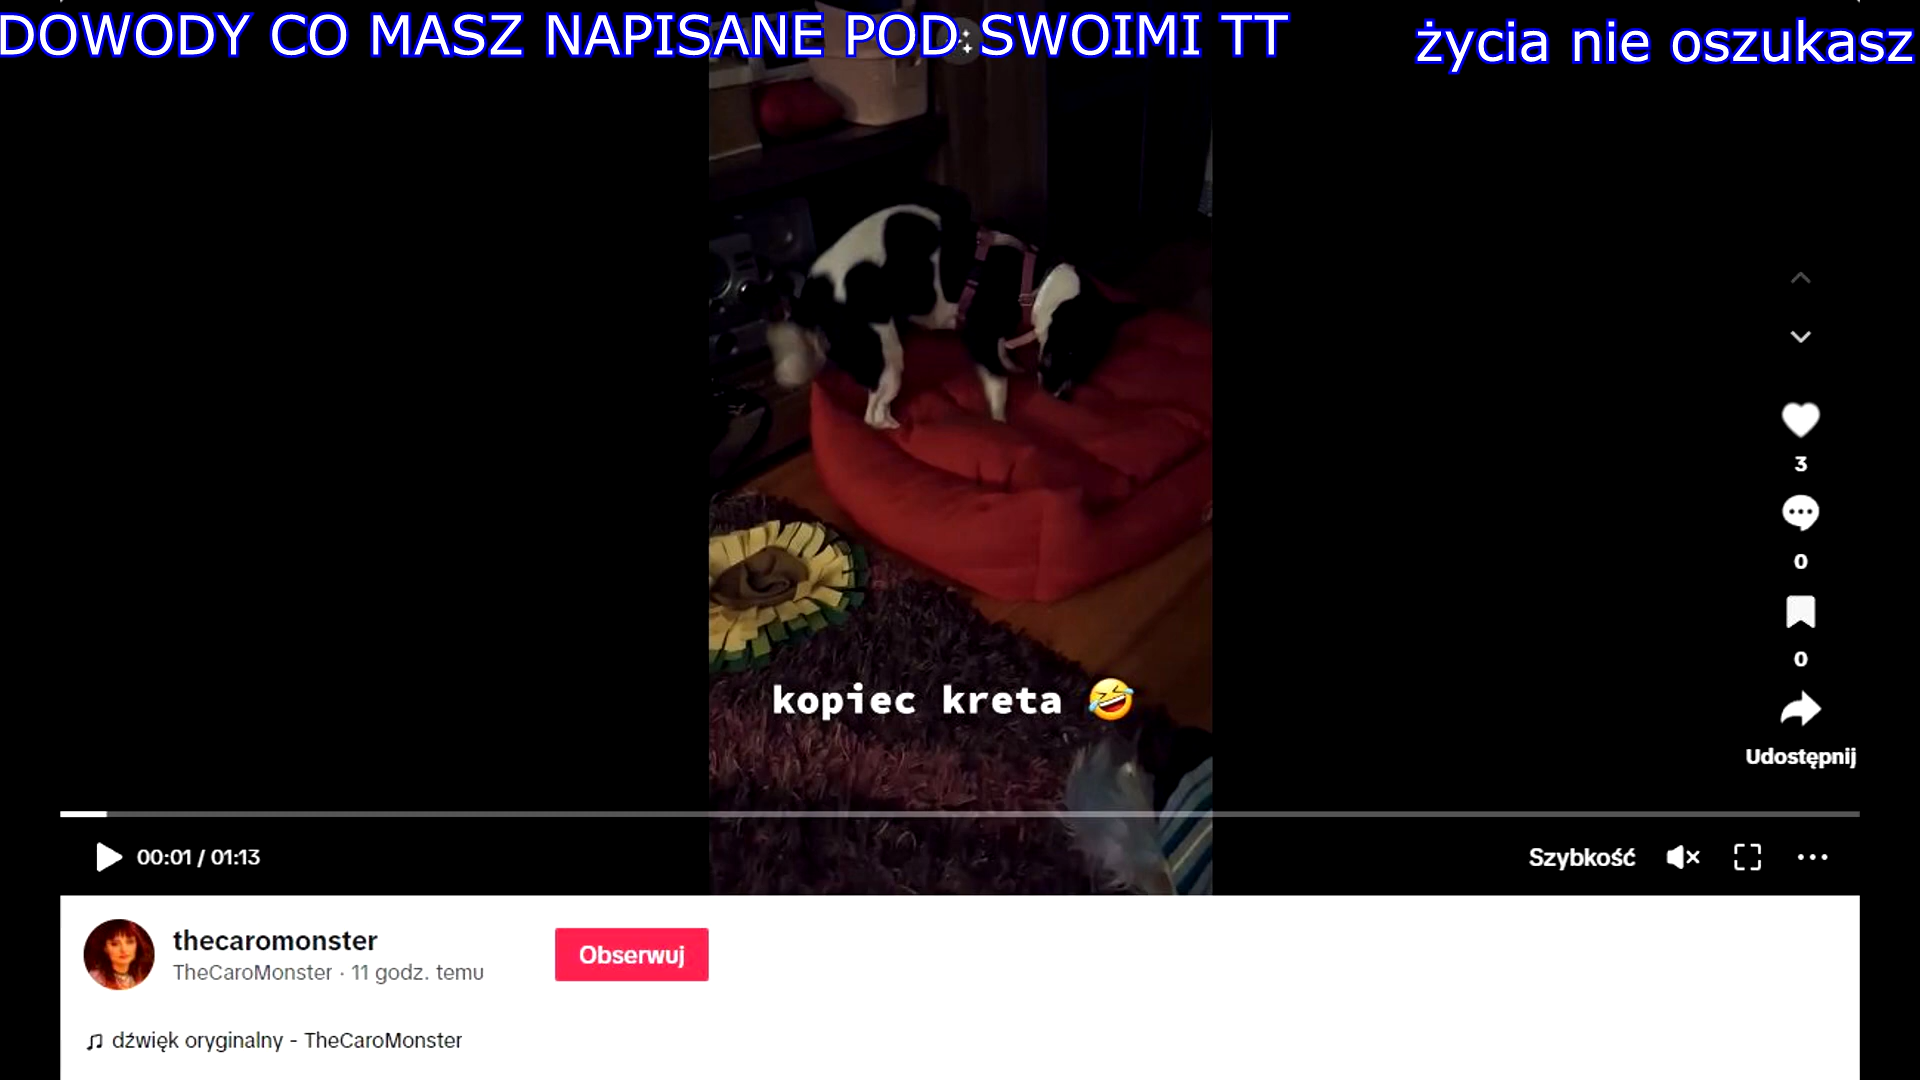 DOWODY CO MASZ NAPISANE POD SWOIMI TT
życia nie oszukasz
kopiec kreta 🤣
3
0
0
Udostępnij
00:01 / 01:13
Szybkość
thecaromonster
TheCaroMonster · 11 godz. temu
Obserwuj
dźwięk oryginalny - TheCaroMonster